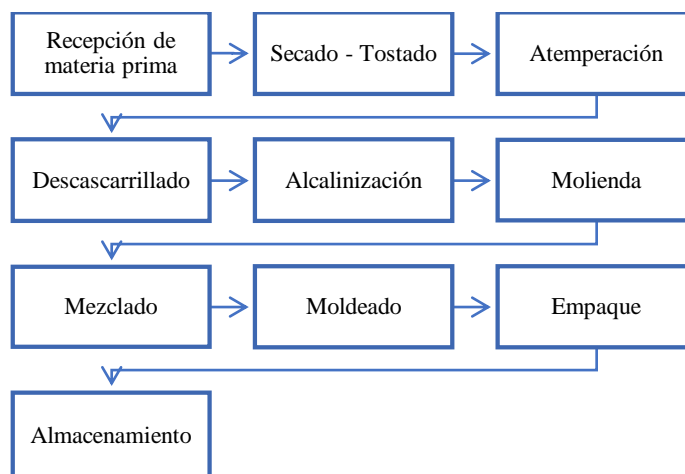 Recepción de
materia prima
Secado - Tostado
Atemperación
Descascarrillado
Alcalinización
Molienda
Mezclado
Moldeado
Empaque
Almacenamiento